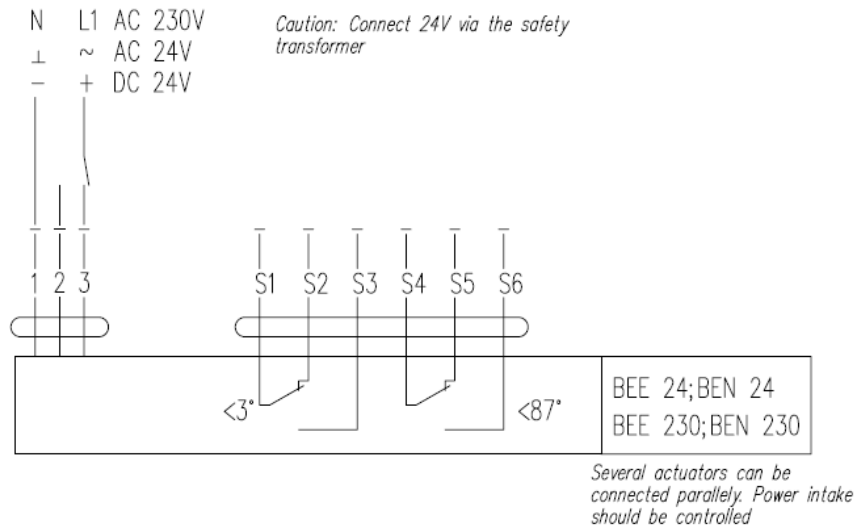 N L1 AC 230V
⊥ ~ AC 24V
− + DC 24V
Caution: Connect 24V via the safety
transformer
1 2 3
S1 S2 S3 S4 S5 S6
<3°
<87°
BEE 24;BEN 24
BEE 230;BEN 230
Several actuators can be
connected parallely. Power intake
should be controlled